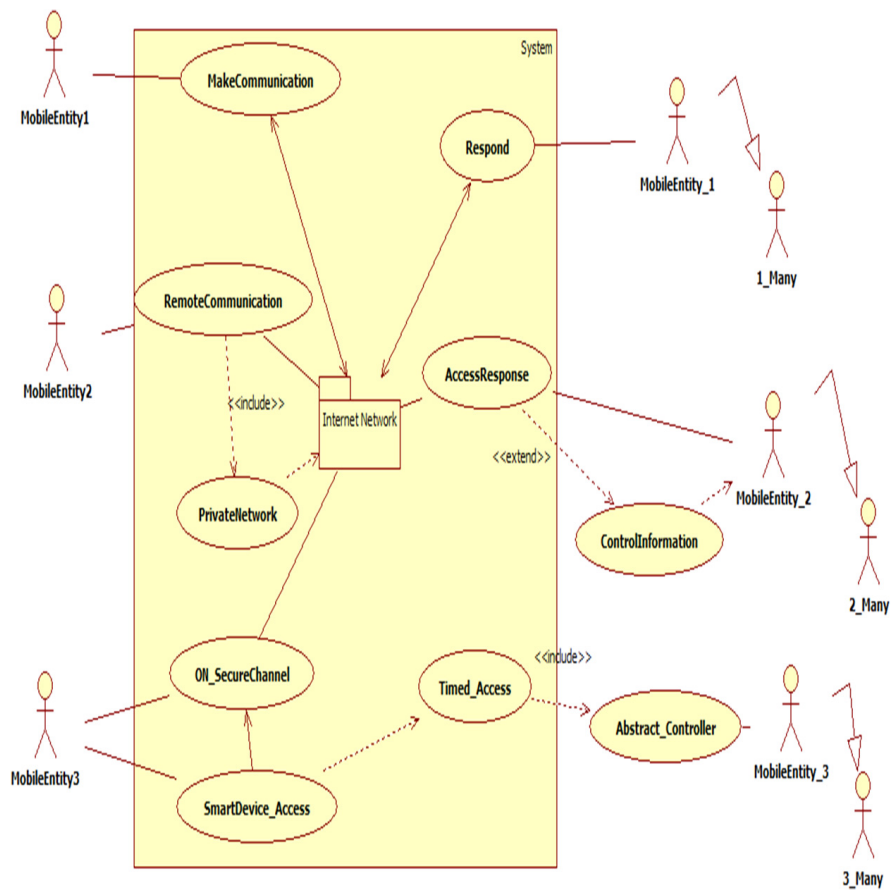 System
MakeCommunication
MobileEntity1
Respond
MobileEntity_1
1_Many
RemoteCommunication
MobileEntity2
<<include>>
Internet Network
AccessResponse
<<extend>>
MobileEntity_2
PrivateNetwork
ControlInformation
2_Many
ON_SecureChannel
<<include>>
Timed_Access
Abstract_Controller
MobileEntity3
MobileEntity_3
SmartDevice_Access
3_Many